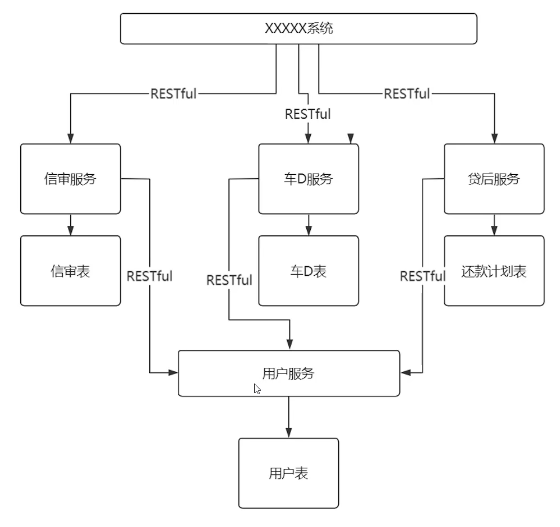 XXXXX系统
RESTful
RESTful
RESTful
信审服务
车D服务
贷后服务
信审表
车D表
还款计划表
RESTful
RESTful
RESTful
用户服务
用户表